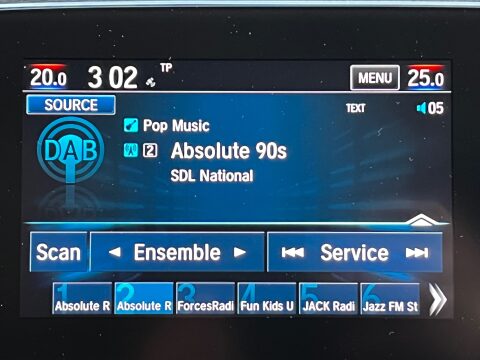 20.0 3 02 TP MENU 25.0
SOURCE TEXT 05
DAB
Pop Music
2 Absolute 90s
SDL National
Scan Ensemble Service
1 2 3 4 5 6
Absolute R Absolute R ForcesRadi Fun Kids U JACK Radi Jazz FM St